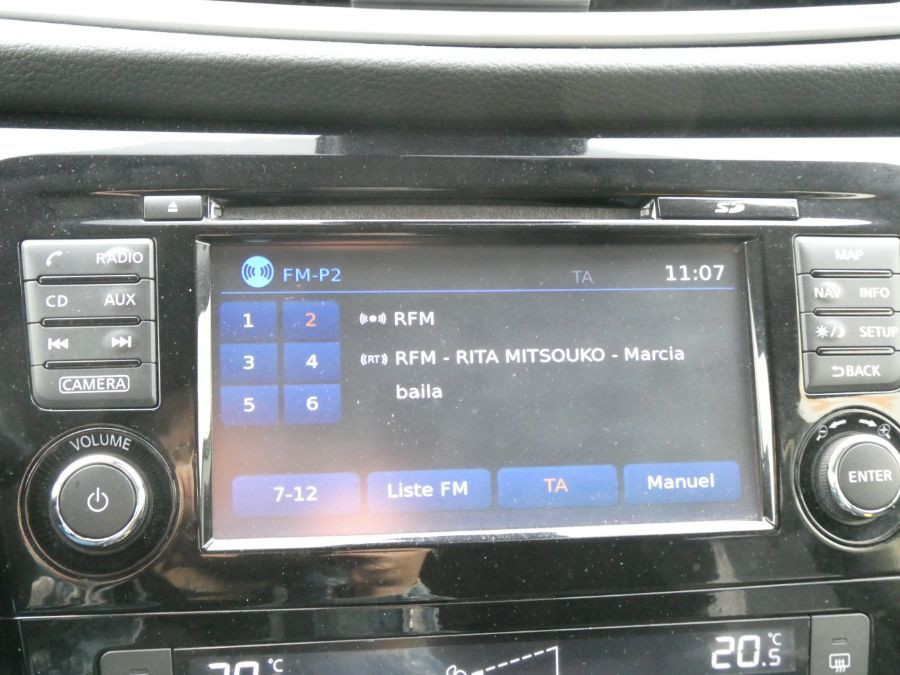 RADIO
CD AUX
CAMERA
VOLUME
SD
FM-P2 TA 11:07
1 2 RFM
3 4 (RT) RFM - RITA MITSOUKO - Marcia
baila
5 6
7-12 Liste FM TA Manuel
MAP
NAV INFO
SETUP
BACK
ENTER
20.5 °C
°C